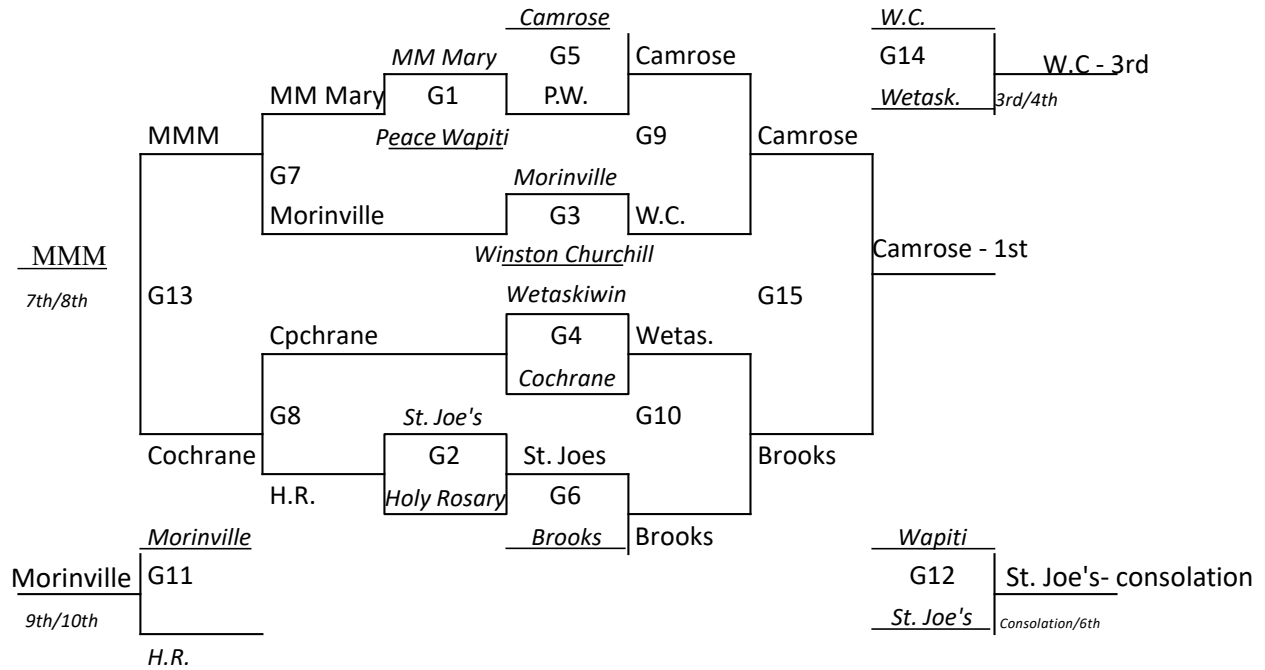 Camrose
W.C.
MM Mary
G5
Camrose
G14
W.C - 3rd
MM Mary
G1
P.W.
Wetask.
3rd/4th
MMM
Peace Wapiti
G9
Camrose
G7
Morinville
Morinville
G3
W.C.
MMM
Winston Churchill
Camrose - 1st
7th/8th
G13
Wetaskiwin
G15
Cpchrane
G4
Wetas.
Cochrane
G8
St. Joe's
G10
Cochrane
G2
St. Joes
Brooks
H.R.
Holy Rosary
G6
Morinville
Brooks
Brooks
Wapiti
Morinville
G11
G12
St. Joe's- consolation
9th/10th
St. Joe's
Consolation/6th
H.R.